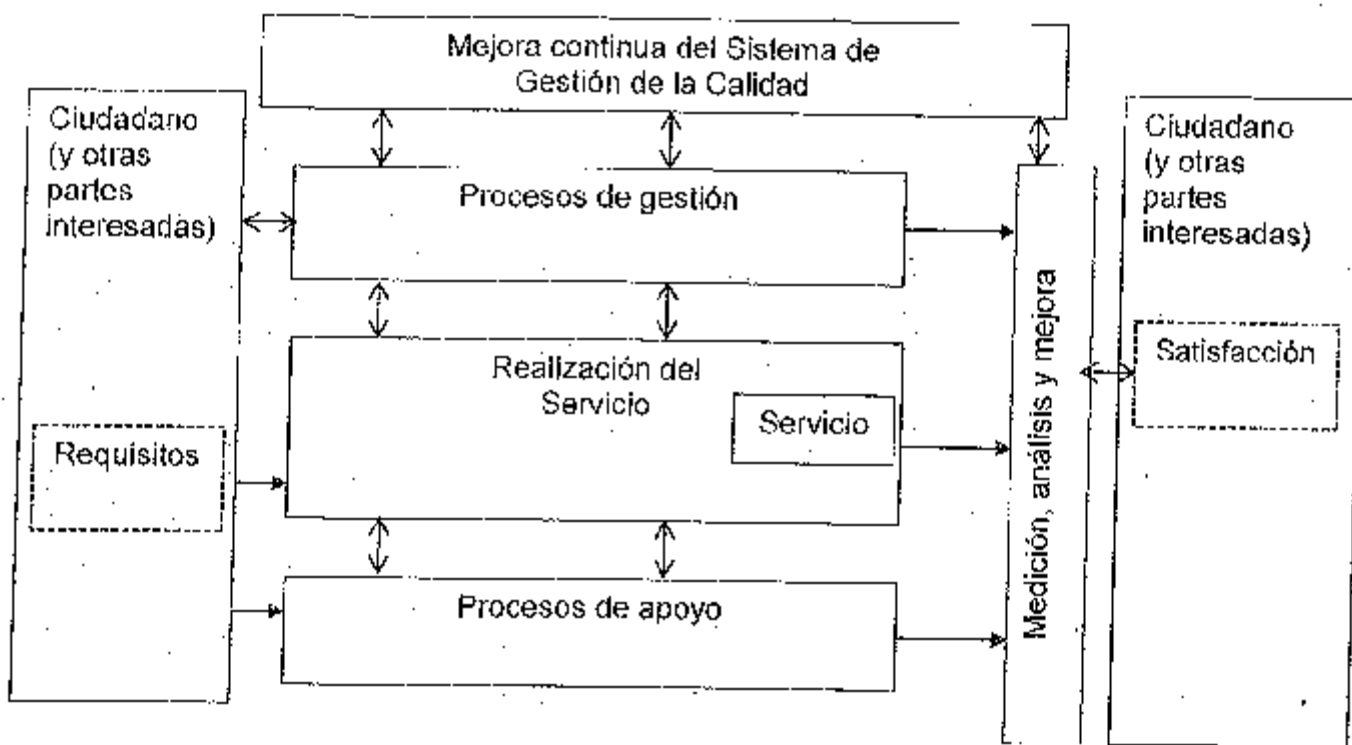 Mejora continua del Sistema de
Gestión de la Calidad
Ciudadano
(y otras
partes
interesadas)
Requisitos
Procesos de gestión
Realización del
Servicio
Servicio
Procesos de apoyo
Medición, análisis y mejora
Ciudadano
(y otras
partes
interesadas)
Satisfacción